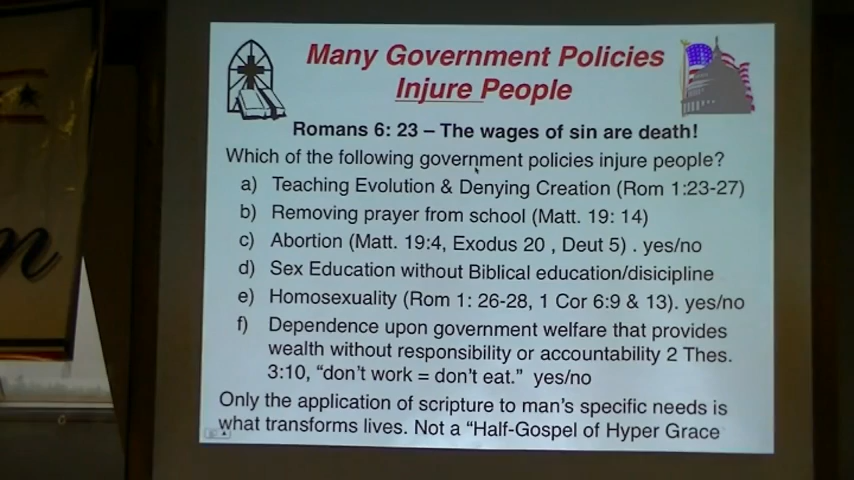 Many Government Policies
Injure People
Romans 6: 23 – The wages of sin are death!
Which of the following government policies injure people?
a) Teaching Evolution & Denying Creation (Rom 1:23-27)
b) Removing prayer from school (Matt. 19: 14)
c) Abortion (Matt. 19:4, Exodus 20 , Deut 5) . yes/no
d) Sex Education without Biblical education/disicipline
e) Homosexuality (Rom 1: 26-28, 1 Cor 6:9 & 13). yes/no
f) Dependence upon government welfare that provides
wealth without responsibility or accountability 2 Thes.
3:10, “don’t work = don’t eat.” yes/no
Only the application of scripture to man’s specific needs is
what transforms lives. Not a “Half-Gospel of Hyper Grace